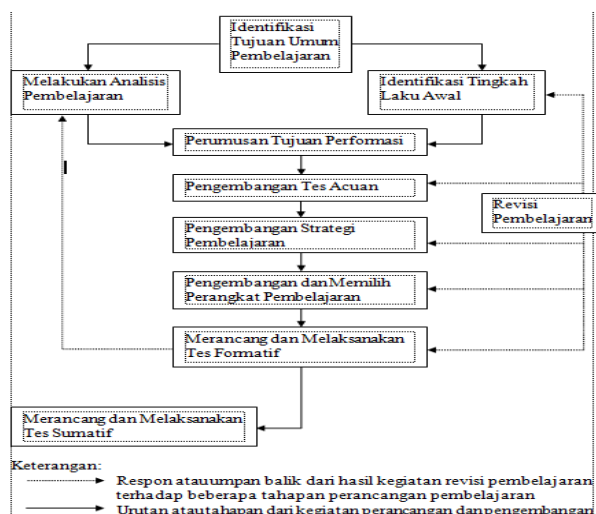 Identifikasi
Tujuan Umum
Pembelajaran
Melakukan Analisis
Pembelajaran
Identifikasi Tingkah
Laku Awal
Perumusan Tujuan Performasi
Pengembangan Tes Acuan
Revisi
Pembelajaran
Pengembangan Strategi
Pembelajaran
Pengembangan dan Memilih
Perangkat Pembelajaran
Merancang dan Melaksanakan
Tes Formatif
Merancang dan Melaksanakan
Tes Sumatif
Keterangan:
Respon atauumpan balik dari hasil kegiatan revisi pembelajaran
terhadap beberapa tahapan perancangan pembelajaran
Urutan atautahapan dari kegiatan perancangan danpengembangan